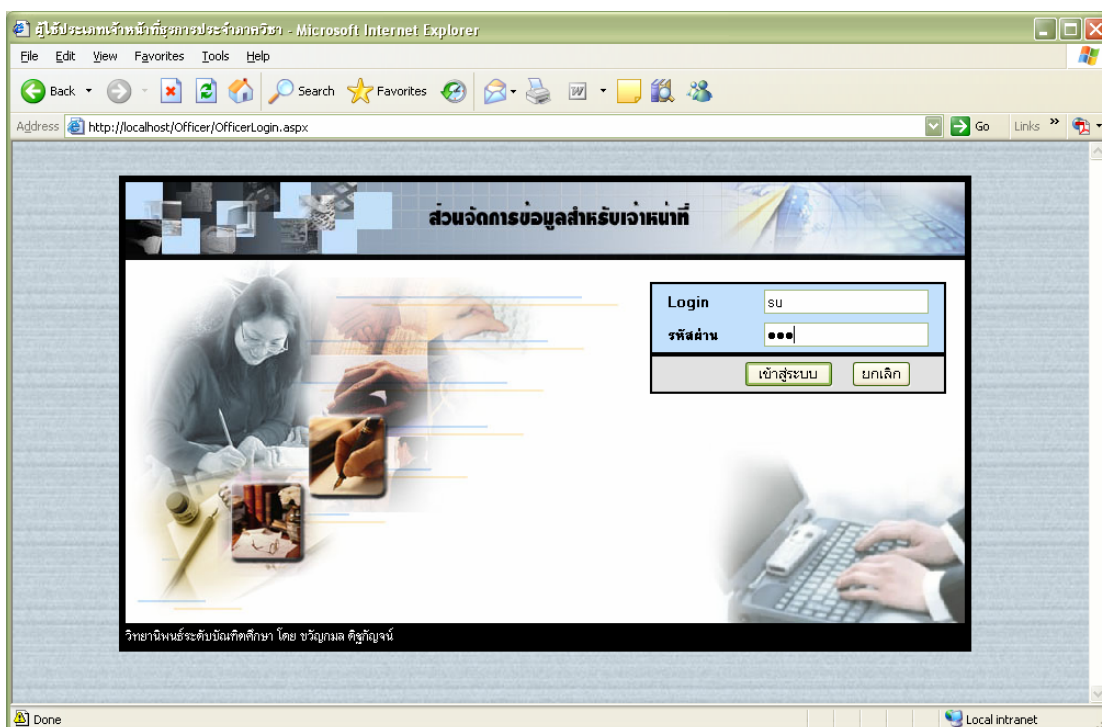 ผู้ใช้ประเภทเจ้าหน้าที่ธุรการประจำภาควิชา - Microsoft Internet Explorer
File Edit View Favorites Tools Help
Back Search Favorites
Address http://localhost/Officer/OfficerLogin.aspx Go Links »
ส่วนจัดการข้อมูลสำหรับเจ้าหน้าที่
Login su
รหัสผ่าน •••
เข้าสู่ระบบ ยกเลิก
วิทยานิพนธ์ระดับบัณฑิตศึกษา โดย ขวัญกมล ดิฐกัญจน์
Done Local intranet